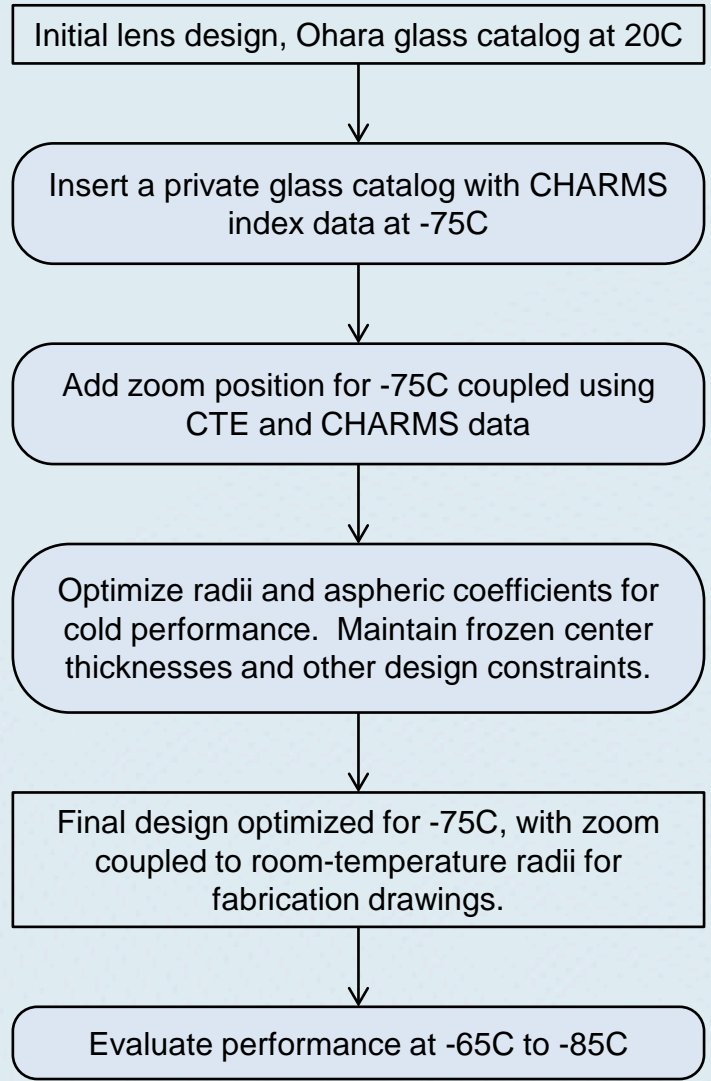 Initial lens design, Ohara glass catalog at 20C
Insert a private glass catalog with CHARMS
index data at -75C
Add zoom position for -75C coupled using
CTE and CHARMS data
Optimize radii and aspheric coefficients for
cold performance.  Maintain frozen center
thicknesses and other design constraints.
Final design optimized for -75C, with zoom
coupled to room-temperature radii for
fabrication drawings.
Evaluate performance at -65C to -85C